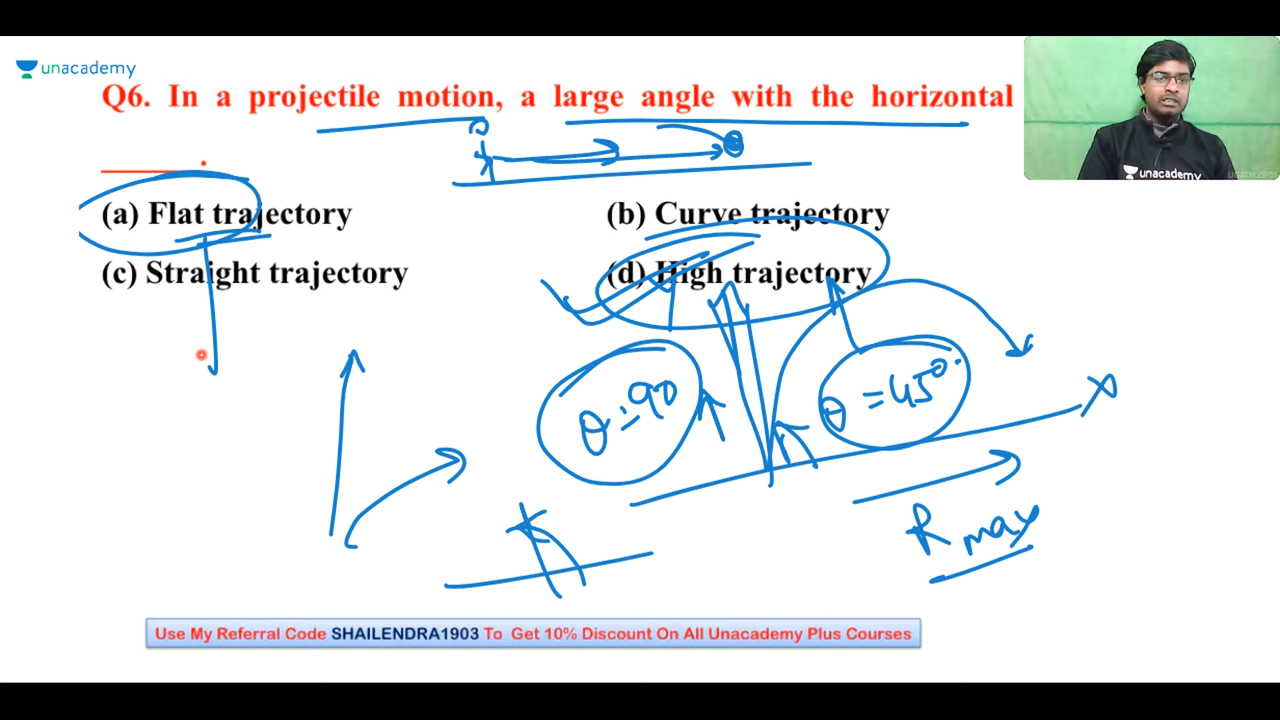 unacademy
Q6. In a projectile motion, a large angle with the horizontal
(a) Flat trajectory
(b) Curve trajectory
(c) Straight trajectory
(d) High trajectory
θ = 90
θ = 45°
R max
unacademy
Use My Referral Code SHAILENDRA1903 To Get 10% Discount On All Unacademy Plus Courses